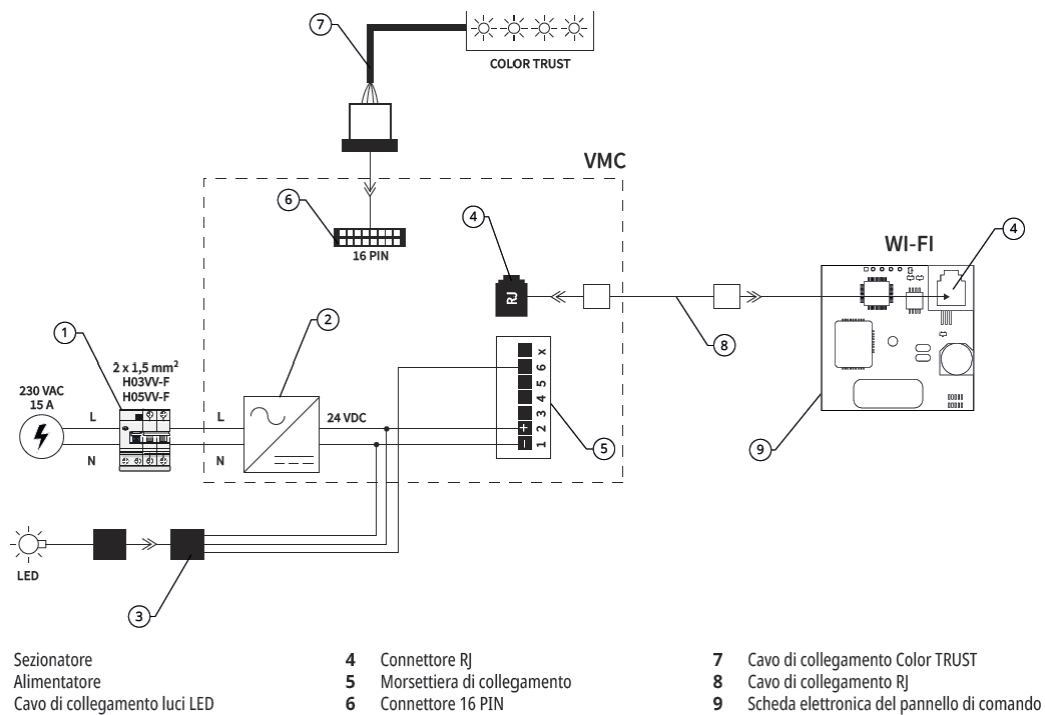 7
COLOR TRUST
VMC
6
16 PIN
4
RJ
WI-FI
4
8
9
1
2
2 x 1,5 mm²
H03VV-F
H05VV-F
230 VAC
15 A
L
N
L
N
24 VDC
X
6
5
4
3
+ 2
− 1
5
LED
3
Sezionatore
Alimentatore
Cavo di collegamento luci LED
4 Connettore RJ
5 Morsettiera di collegamento
6 Connettore 16 PIN
7 Cavo di collegamento Color TRUST
8 Cavo di collegamento RJ
9 Scheda elettronica del pannello di comando